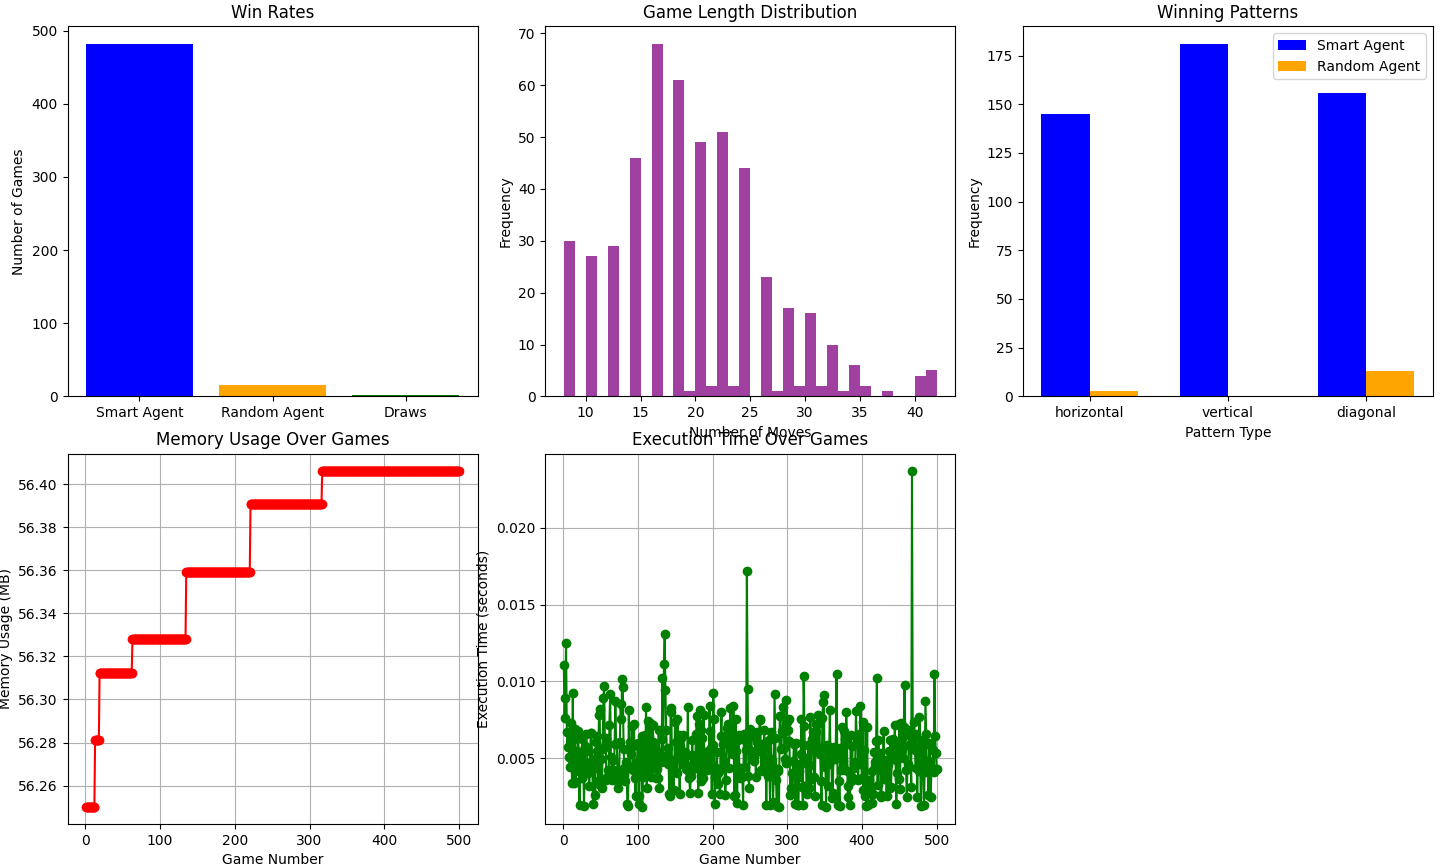 Win Rates
Number of Games
500
400
300
200
100
0
Smart Agent
Random Agent
Draws
Game Length Distribution
Frequency
70
60
50
40
30
20
10
0
10
15
20
25
30
35
40
Number of Moves
Winning Patterns
Frequency
175
150
125
100
75
50
25
0
Smart Agent
Random Agent
horizontal
vertical
diagonal
Pattern Type
Memory Usage Over Games
Memory Usage (MB)
56.40
56.38
56.36
56.34
56.32
56.30
56.28
56.26
0
100
200
300
400
500
Game Number
Execution Time Over Games
Execution Time (seconds)
0.020
0.015
0.010
0.005
0
100
200
300
400
500
Game Number